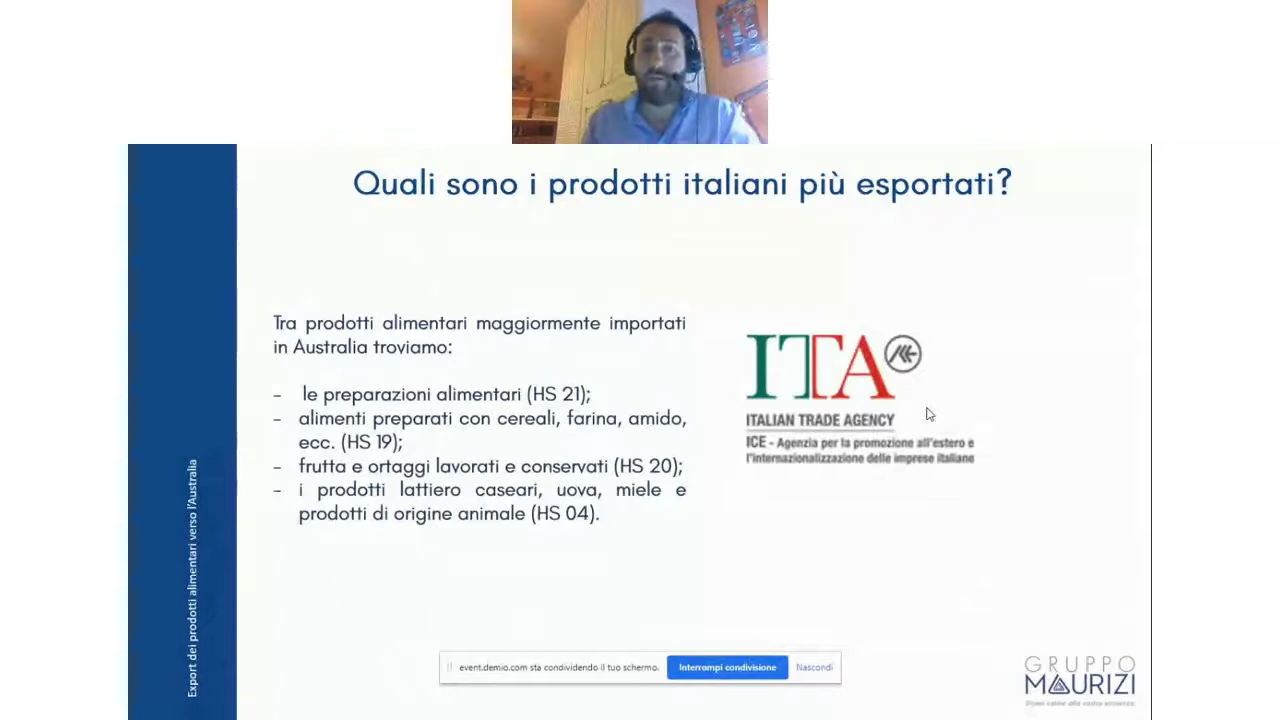 Quali sono i prodotti italiani più esportati?
Tra prodotti alimentari maggiormente importati
in Australia troviamo:
- le preparazioni alimentari (HS 21);
- alimenti preparati con cereali, farina, amido,
ecc. (HS 19);
- frutta e ortaggi lavorati e conservati (HS 20);
- i prodotti lattiero caseari, uova, miele e
prodotti di origine animale (HS 04).
ITA
ITALIAN TRADE AGENCY
ICE - Agenzia per la promozione all'estero e
l'internazionalizzazione delle imprese italiane
Export dei prodotti alimentari verso l'Australia
event.demio.com sta condividendo il tuo schermo.
Interrompi condivisione
Nascondi
GRUPPO
MAURIZI